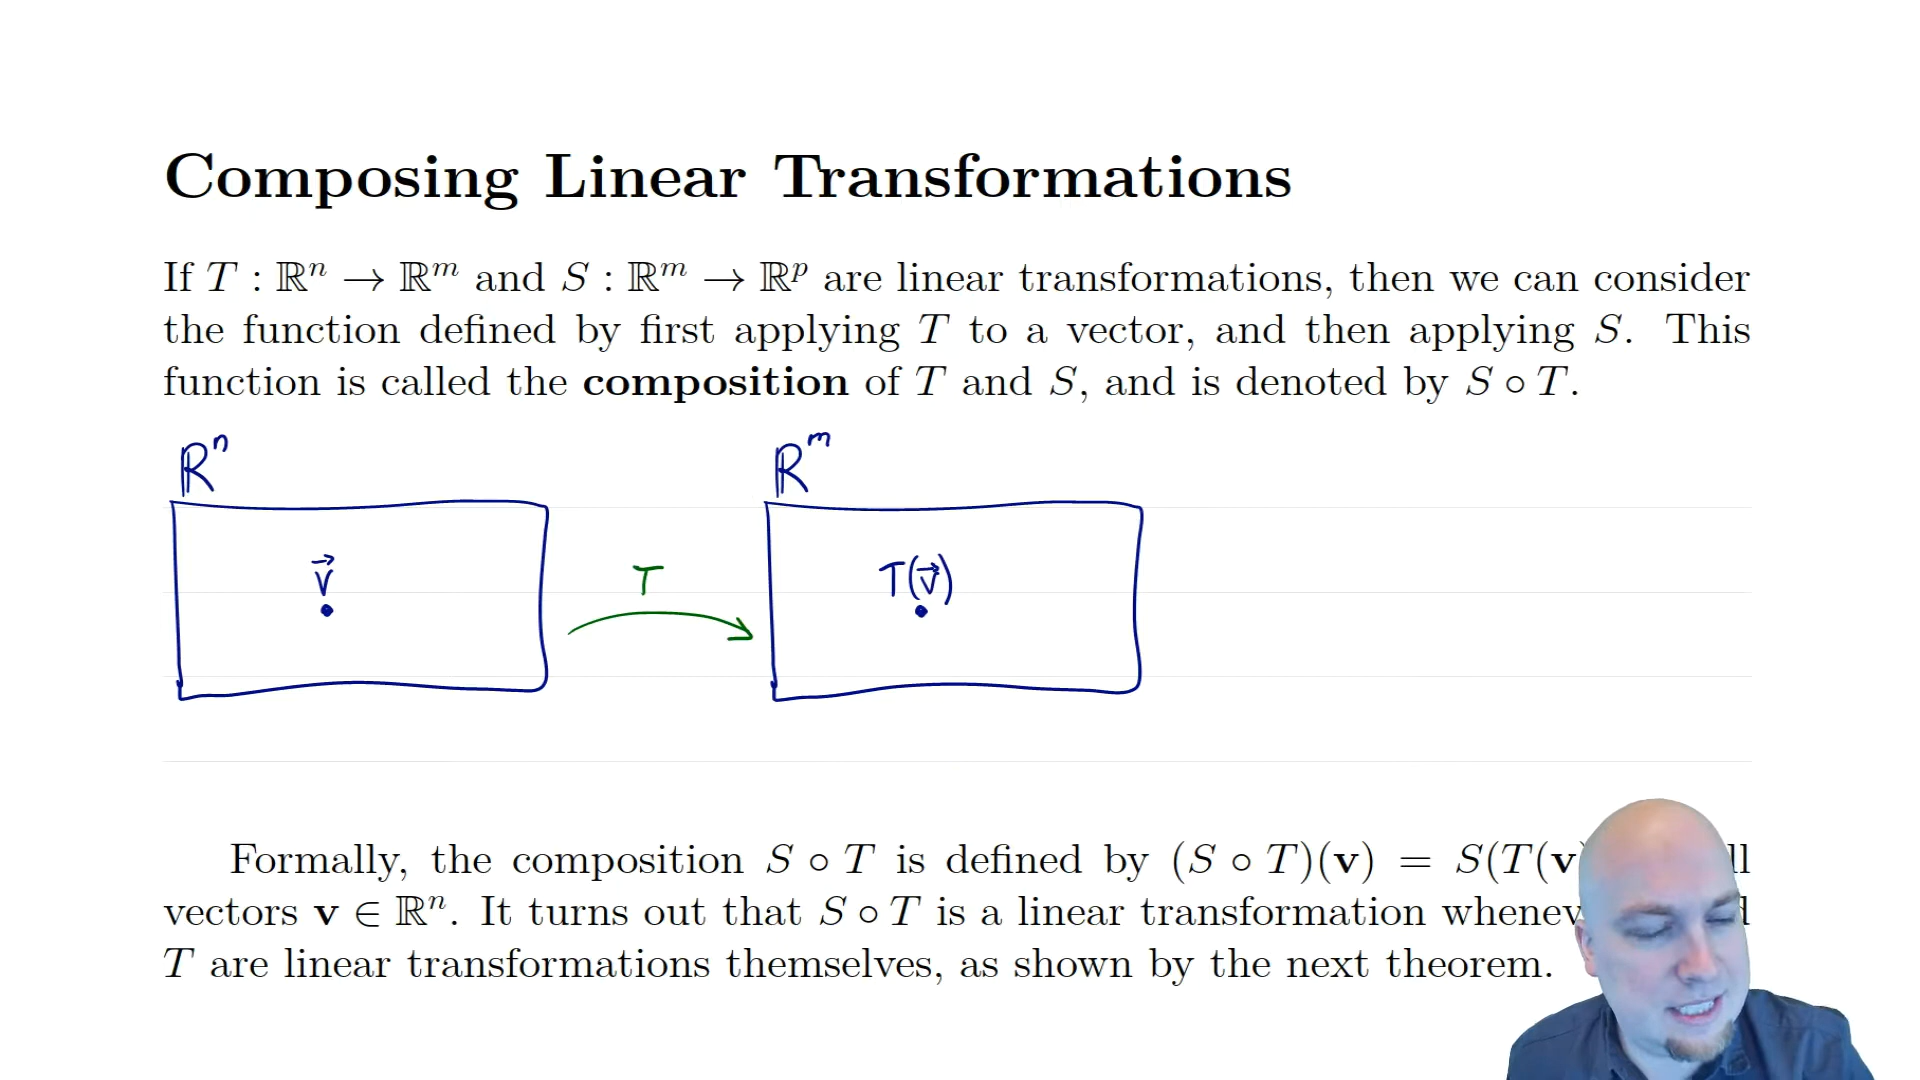 Composing Linear Transformations
If T : ℝⁿ → ℝᵐ and S : ℝᵐ → ℝᵖ are linear transformations, then we can consider
the function defined by first applying T to a vector, and then applying S. This
function is called the composition of T and S, and is denoted by S ∘ T.
ℝⁿ ℝᵐ
v⃗ T T(v⃗)
Formally, the composition S ∘ T is defined by (S ∘ T)(v) = S(T(v
vectors v ∈ ℝⁿ. It turns out that S ∘ T is a linear transformation
T are linear transformations themselves, as shown by the next theorem.